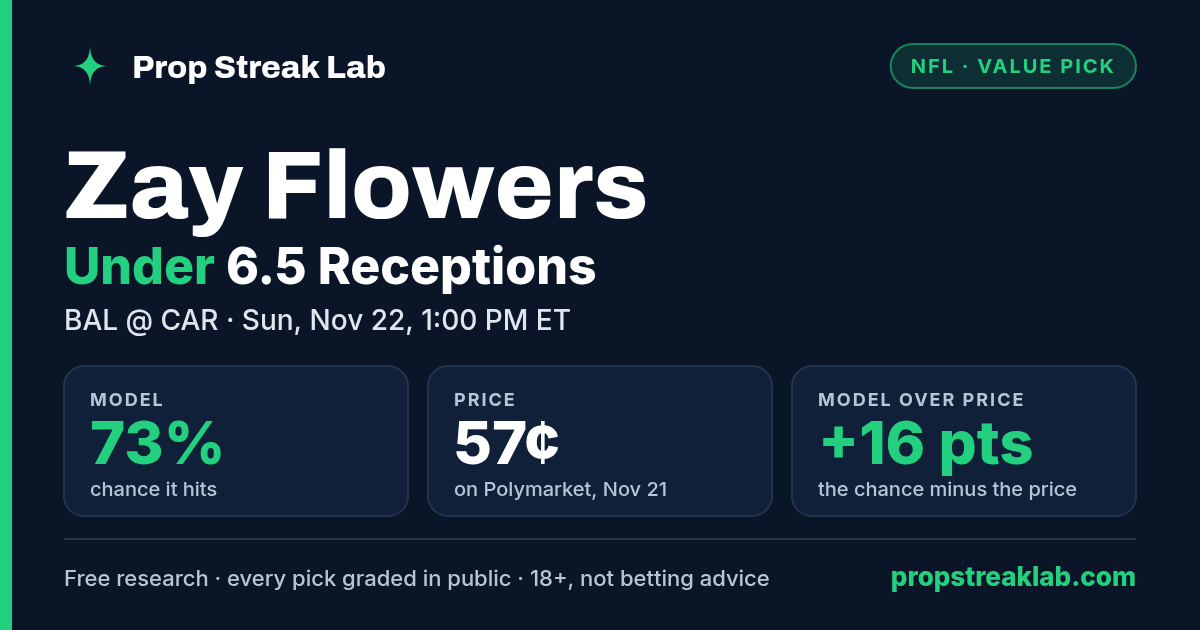 Prop Streak Lab
NFL · VALUE PICK
Zay Flowers
Under 6.5 Receptions
BAL @ CAR · Sun, Nov 22, 1:00 PM ET
MODEL
73%
chance it hits
PRICE
57¢
on Polymarket, Nov 21
MODEL OVER PRICE
+16 pts
the chance minus the price
Free research · every pick graded in public · 18+, not betting advice
propstreaklab.com